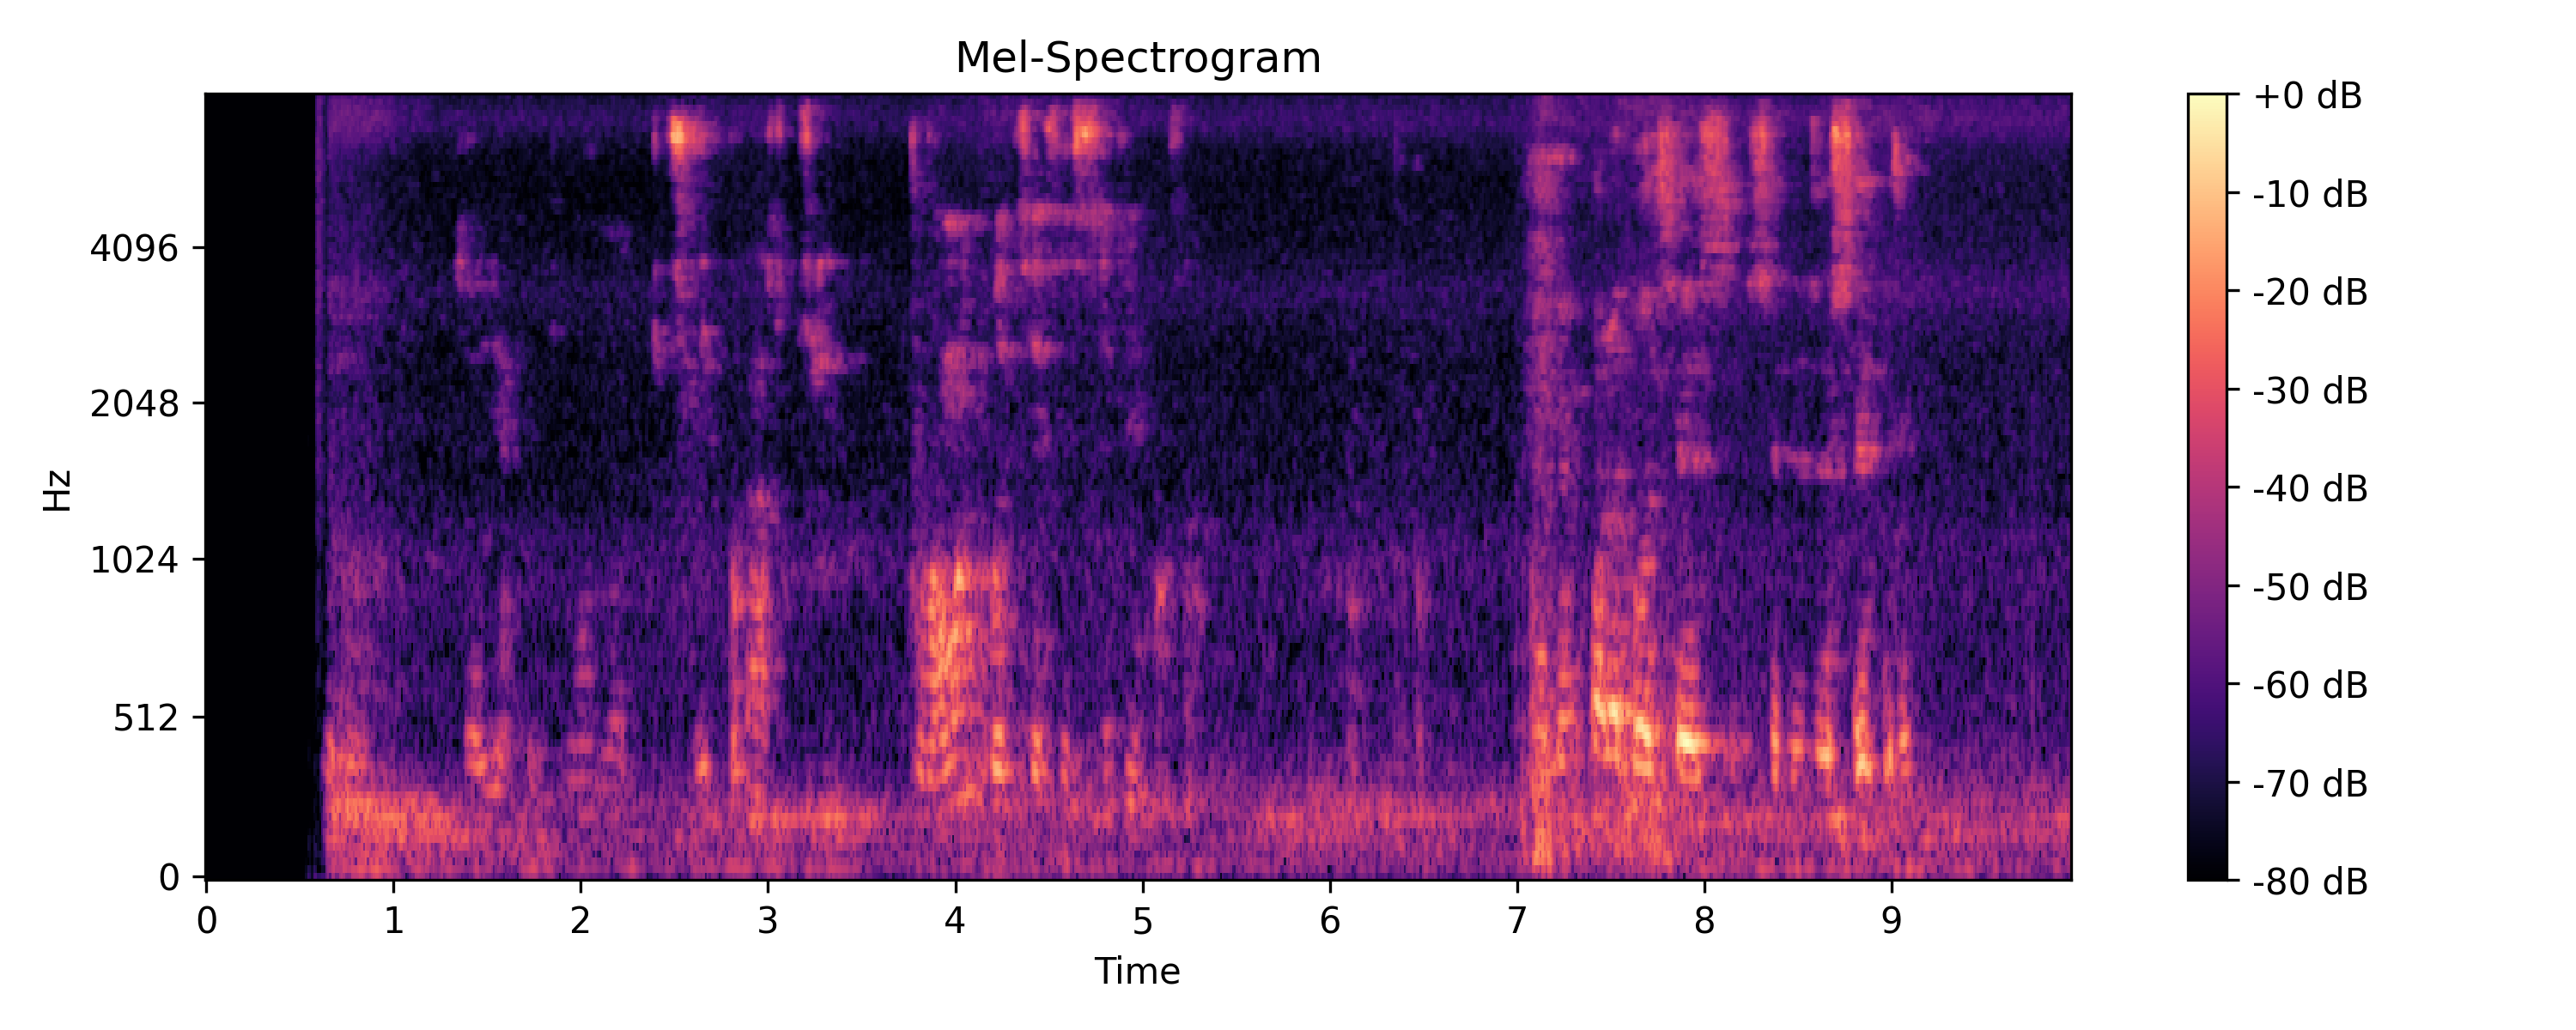 Mel-Spectrogram
Hz
4096
2048
1024
512
0
0 1 2 3 4 5 6 7 8 9
Time
+0 dB
-10 dB
-20 dB
-30 dB
-40 dB
-50 dB
-60 dB
-70 dB
-80 dB